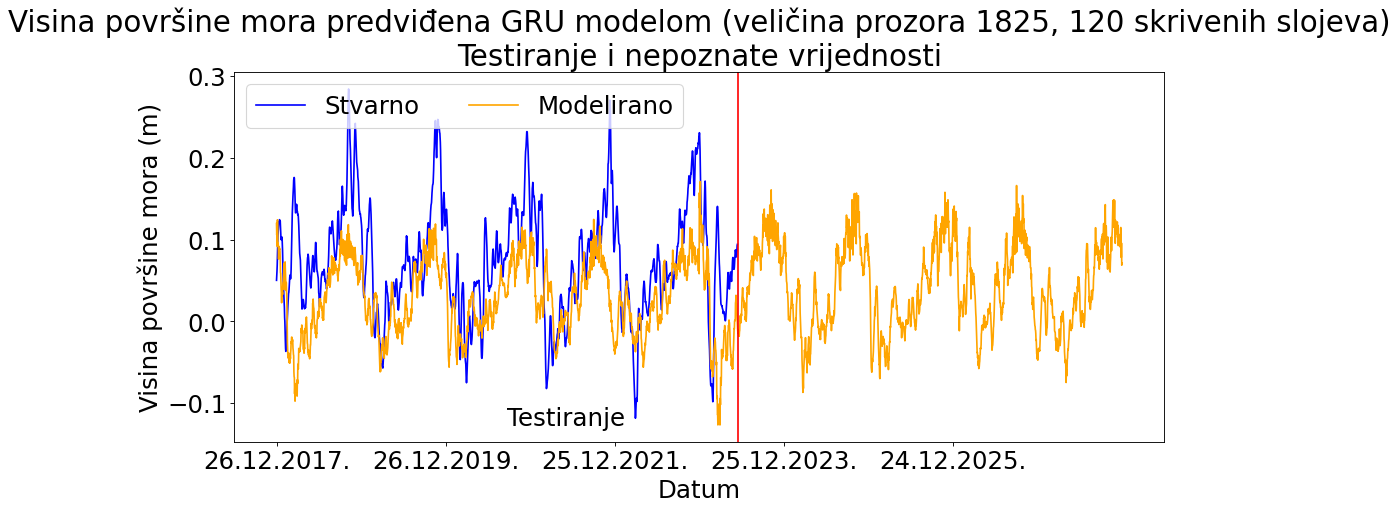 Visina površine mora predviđena GRU modelom (veličina prozora 1825, 120 skrivenih slojeva)
Testiranje i nepoznate vrijednosti
Stvarno Modelirano
Visina površine mora (m)
0.3
0.2
0.1
0.0
−0.1
Testiranje
26.12.2017. 26.12.2019. 25.12.2021. 25.12.2023. 24.12.2025.
Datum